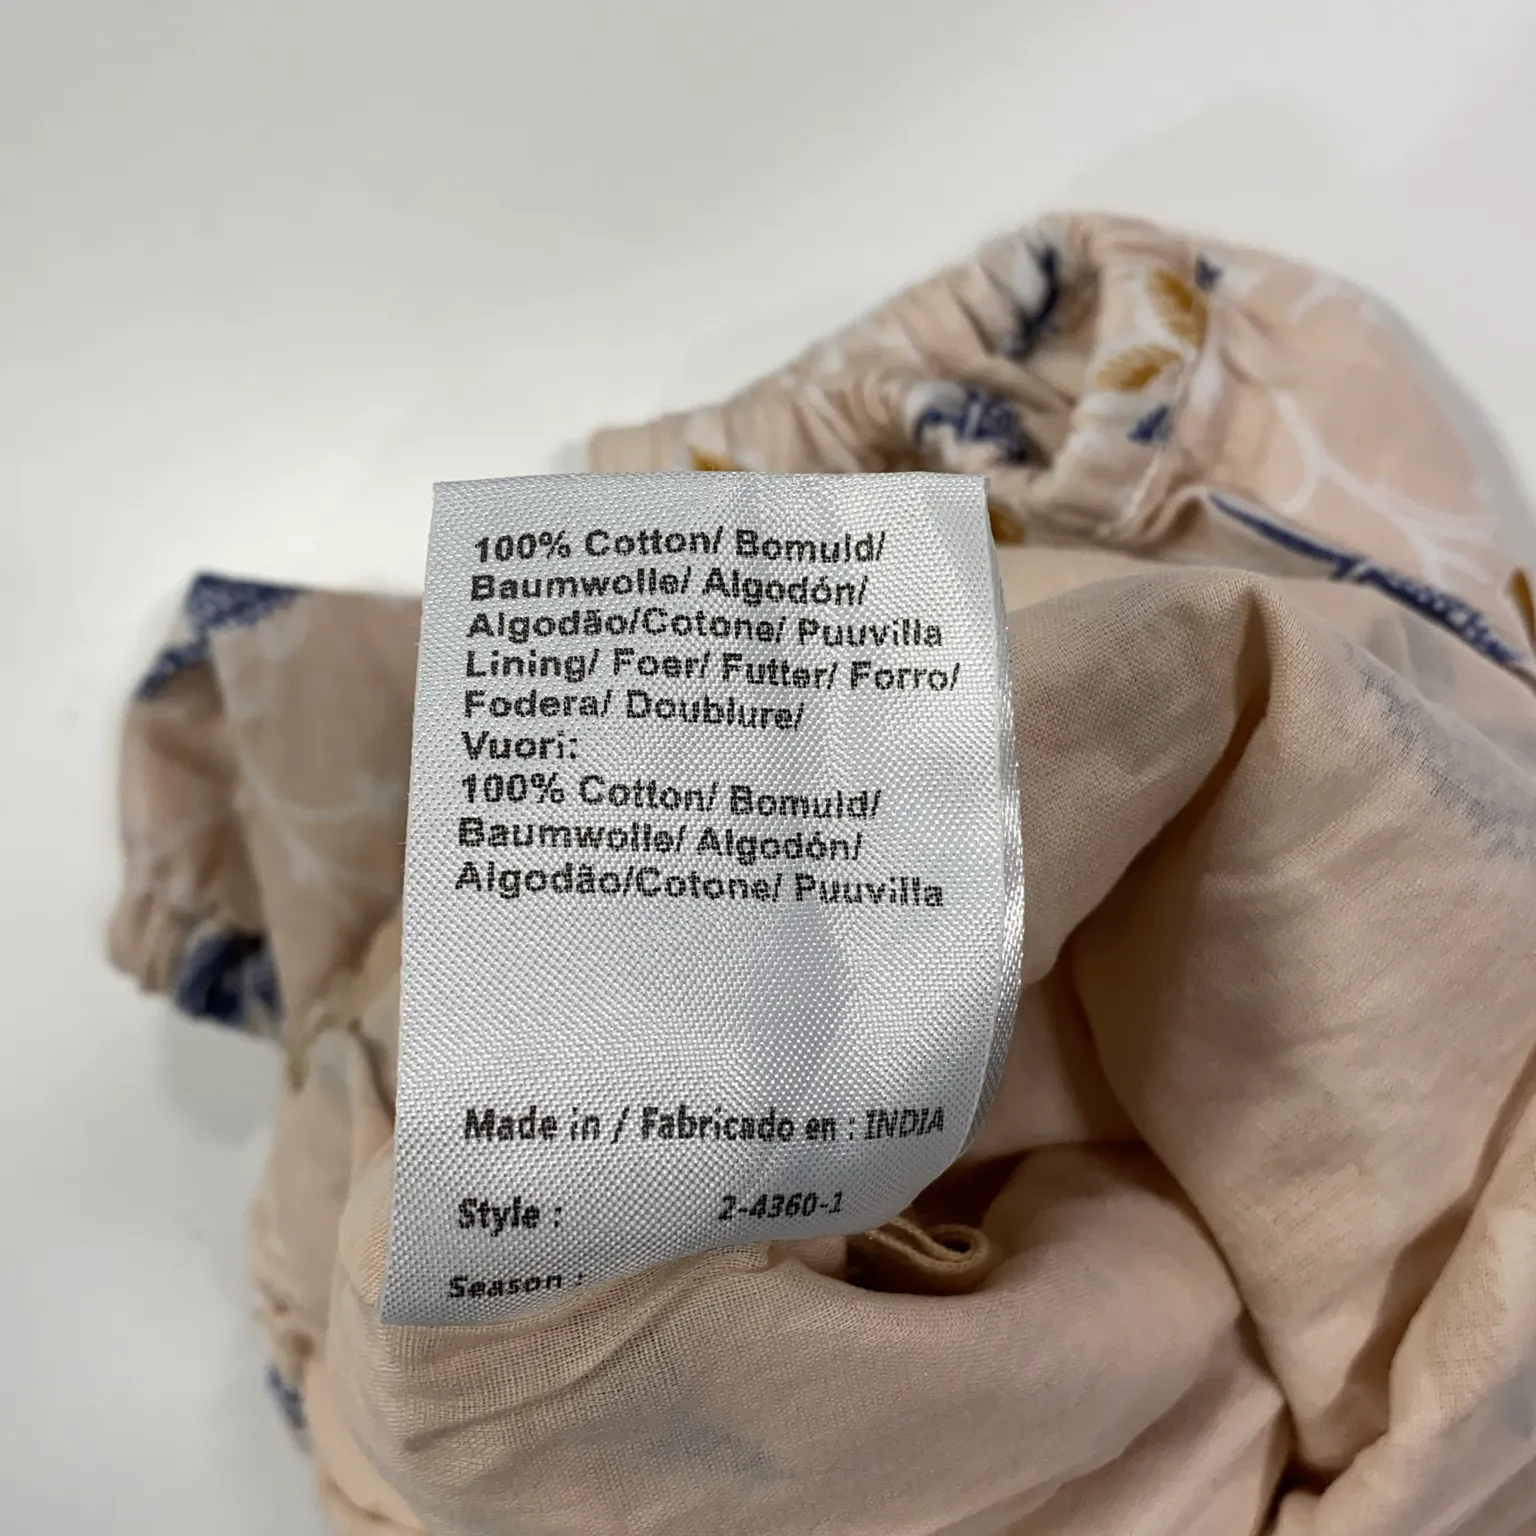 100% Cotton/ Bomuld/
Baumwolle/ Algodón/
Algodão/Cotone/ Puuvilla
Lining/ Foer/ Futter/ Forro/
Fodera/ Doublure/
Vuori:
100% Cotton/ Bomuld/
Baumwolle/ Algodón/
Algodão/Cotone/ Puuvilla
Made in / Fabricado en : INDIA
Style : 2-4360-1
Season :